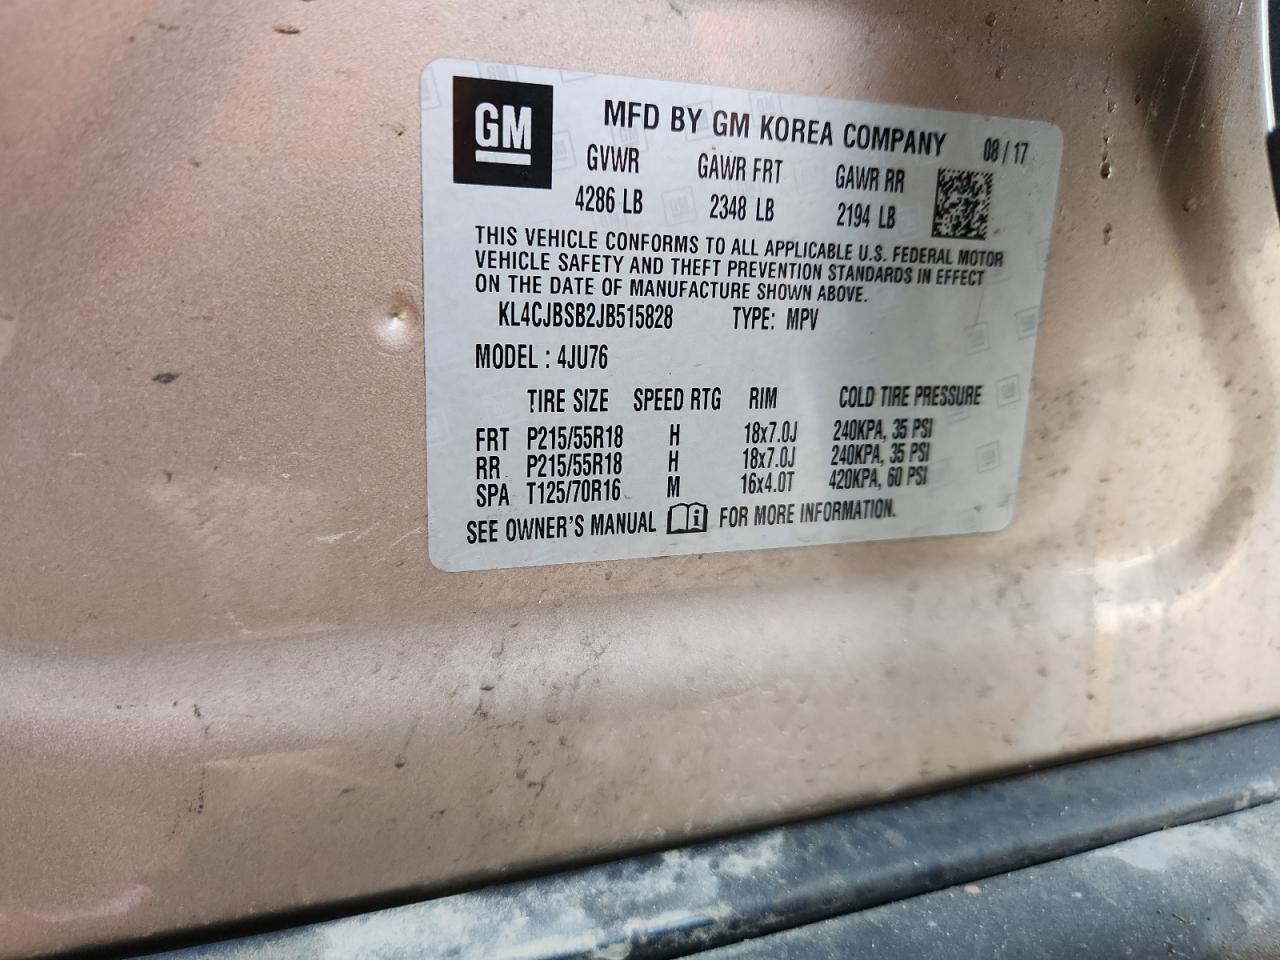 GM
MFD BY GM KOREA COMPANY 08/17
GVWR GAWR FRT GAWR RR
4286 LB 2348 LB 2194 LB
THIS VEHICLE CONFORMS TO ALL APPLICABLE U.S. FEDERAL MOTOR
VEHICLE SAFETY AND THEFT PREVENTION STANDARDS IN EFFECT
ON THE DATE OF MANUFACTURE SHOWN ABOVE.
KL4CJBSB2JB515828 TYPE: MPV
MODEL : 4JU76
TIRE SIZE SPEED RTG RIM COLD TIRE PRESSURE
FRT P215/55R18 H 18x7.0J 240KPA, 35 PSI
RR P215/55R18 H 18x7.0J 240KPA, 35 PSI
SPA T125/70R16 M 16x4.0T 420KPA, 60 PSI
SEE OWNER'S MANUAL i FOR MORE INFORMATION.